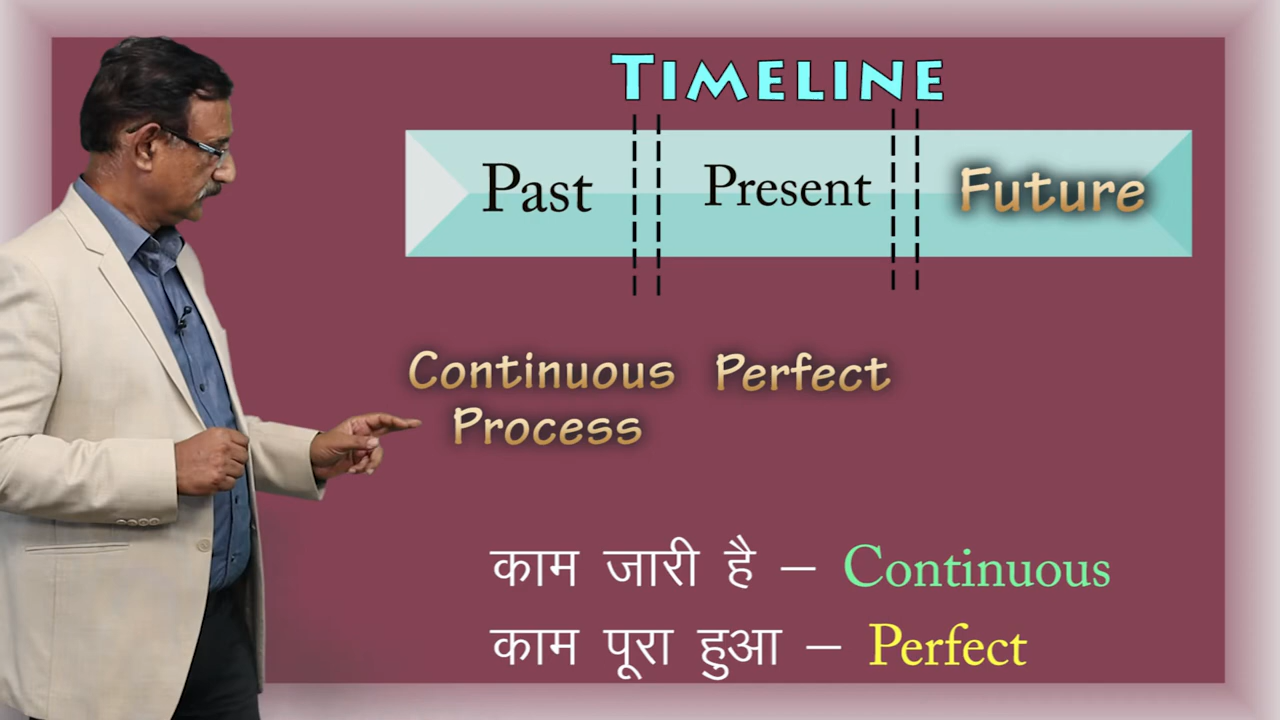 TIMELINE
Past Present Future
Continuous Perfect
Process
काम जारी है – Continuous
काम पूरा हुआ – Perfect